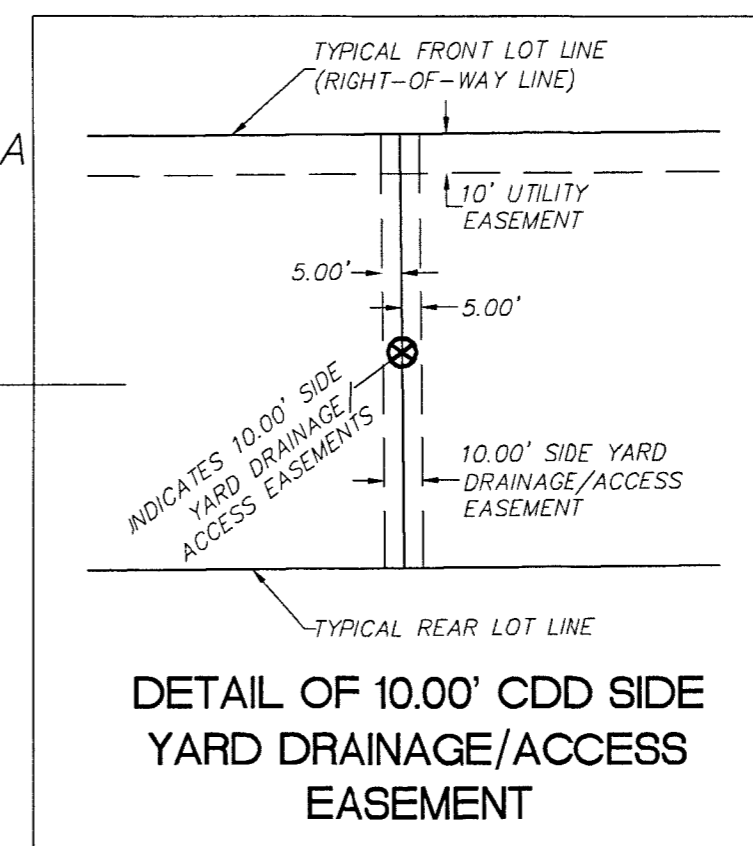 TYPICAL FRONT LOT LINE
(RIGHT-OF-WAY LINE)
A
10' UTILITY
EASEMENT
5.00'
5.00'
INDICATES 10.00' SIDE
YARD DRAINAGE/
ACCESS EASEMENTS
10.00' SIDE YARD
DRAINAGE/ACCESS
EASEMENT
TYPICAL REAR LOT LINE
DETAIL OF 10.00' CDD SIDE
YARD DRAINAGE/ACCESS
EASEMENT